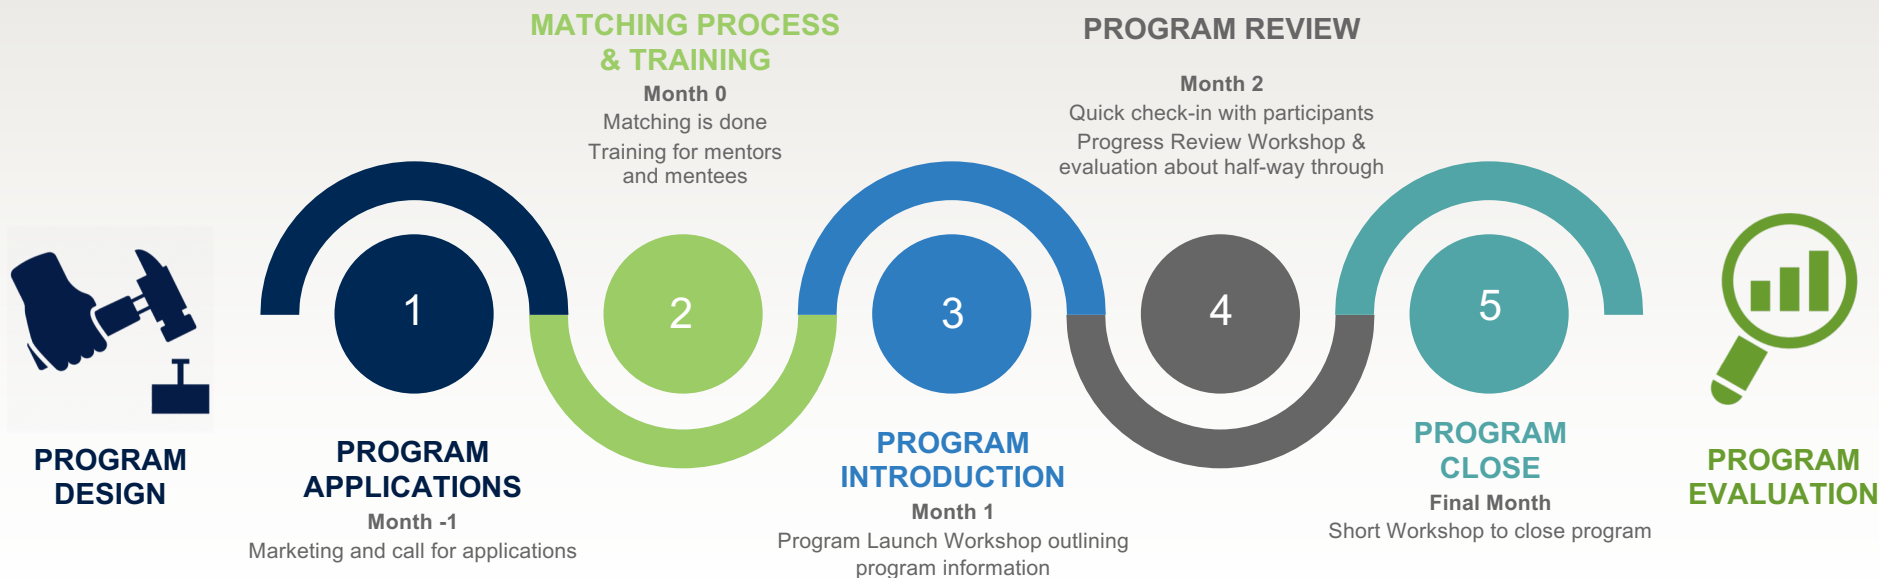 PROGRAM
DESIGN
1
PROGRAM
APPLICATIONS
Month -1
Marketing and call for applications
MATCHING PROCESS
& TRAINING
Month 0
Matching is done
Training for mentors
and mentees
2
3
PROGRAM
INTRODUCTION
Month 1
Program Launch Workshop outlining
program information
PROGRAM REVIEW
Month 2
Quick check-in with participants
Progress Review Workshop &
evaluation about half-way through
4
5
PROGRAM
CLOSE
Final Month
Short Workshop to close program
PROGRAM
EVALUATION